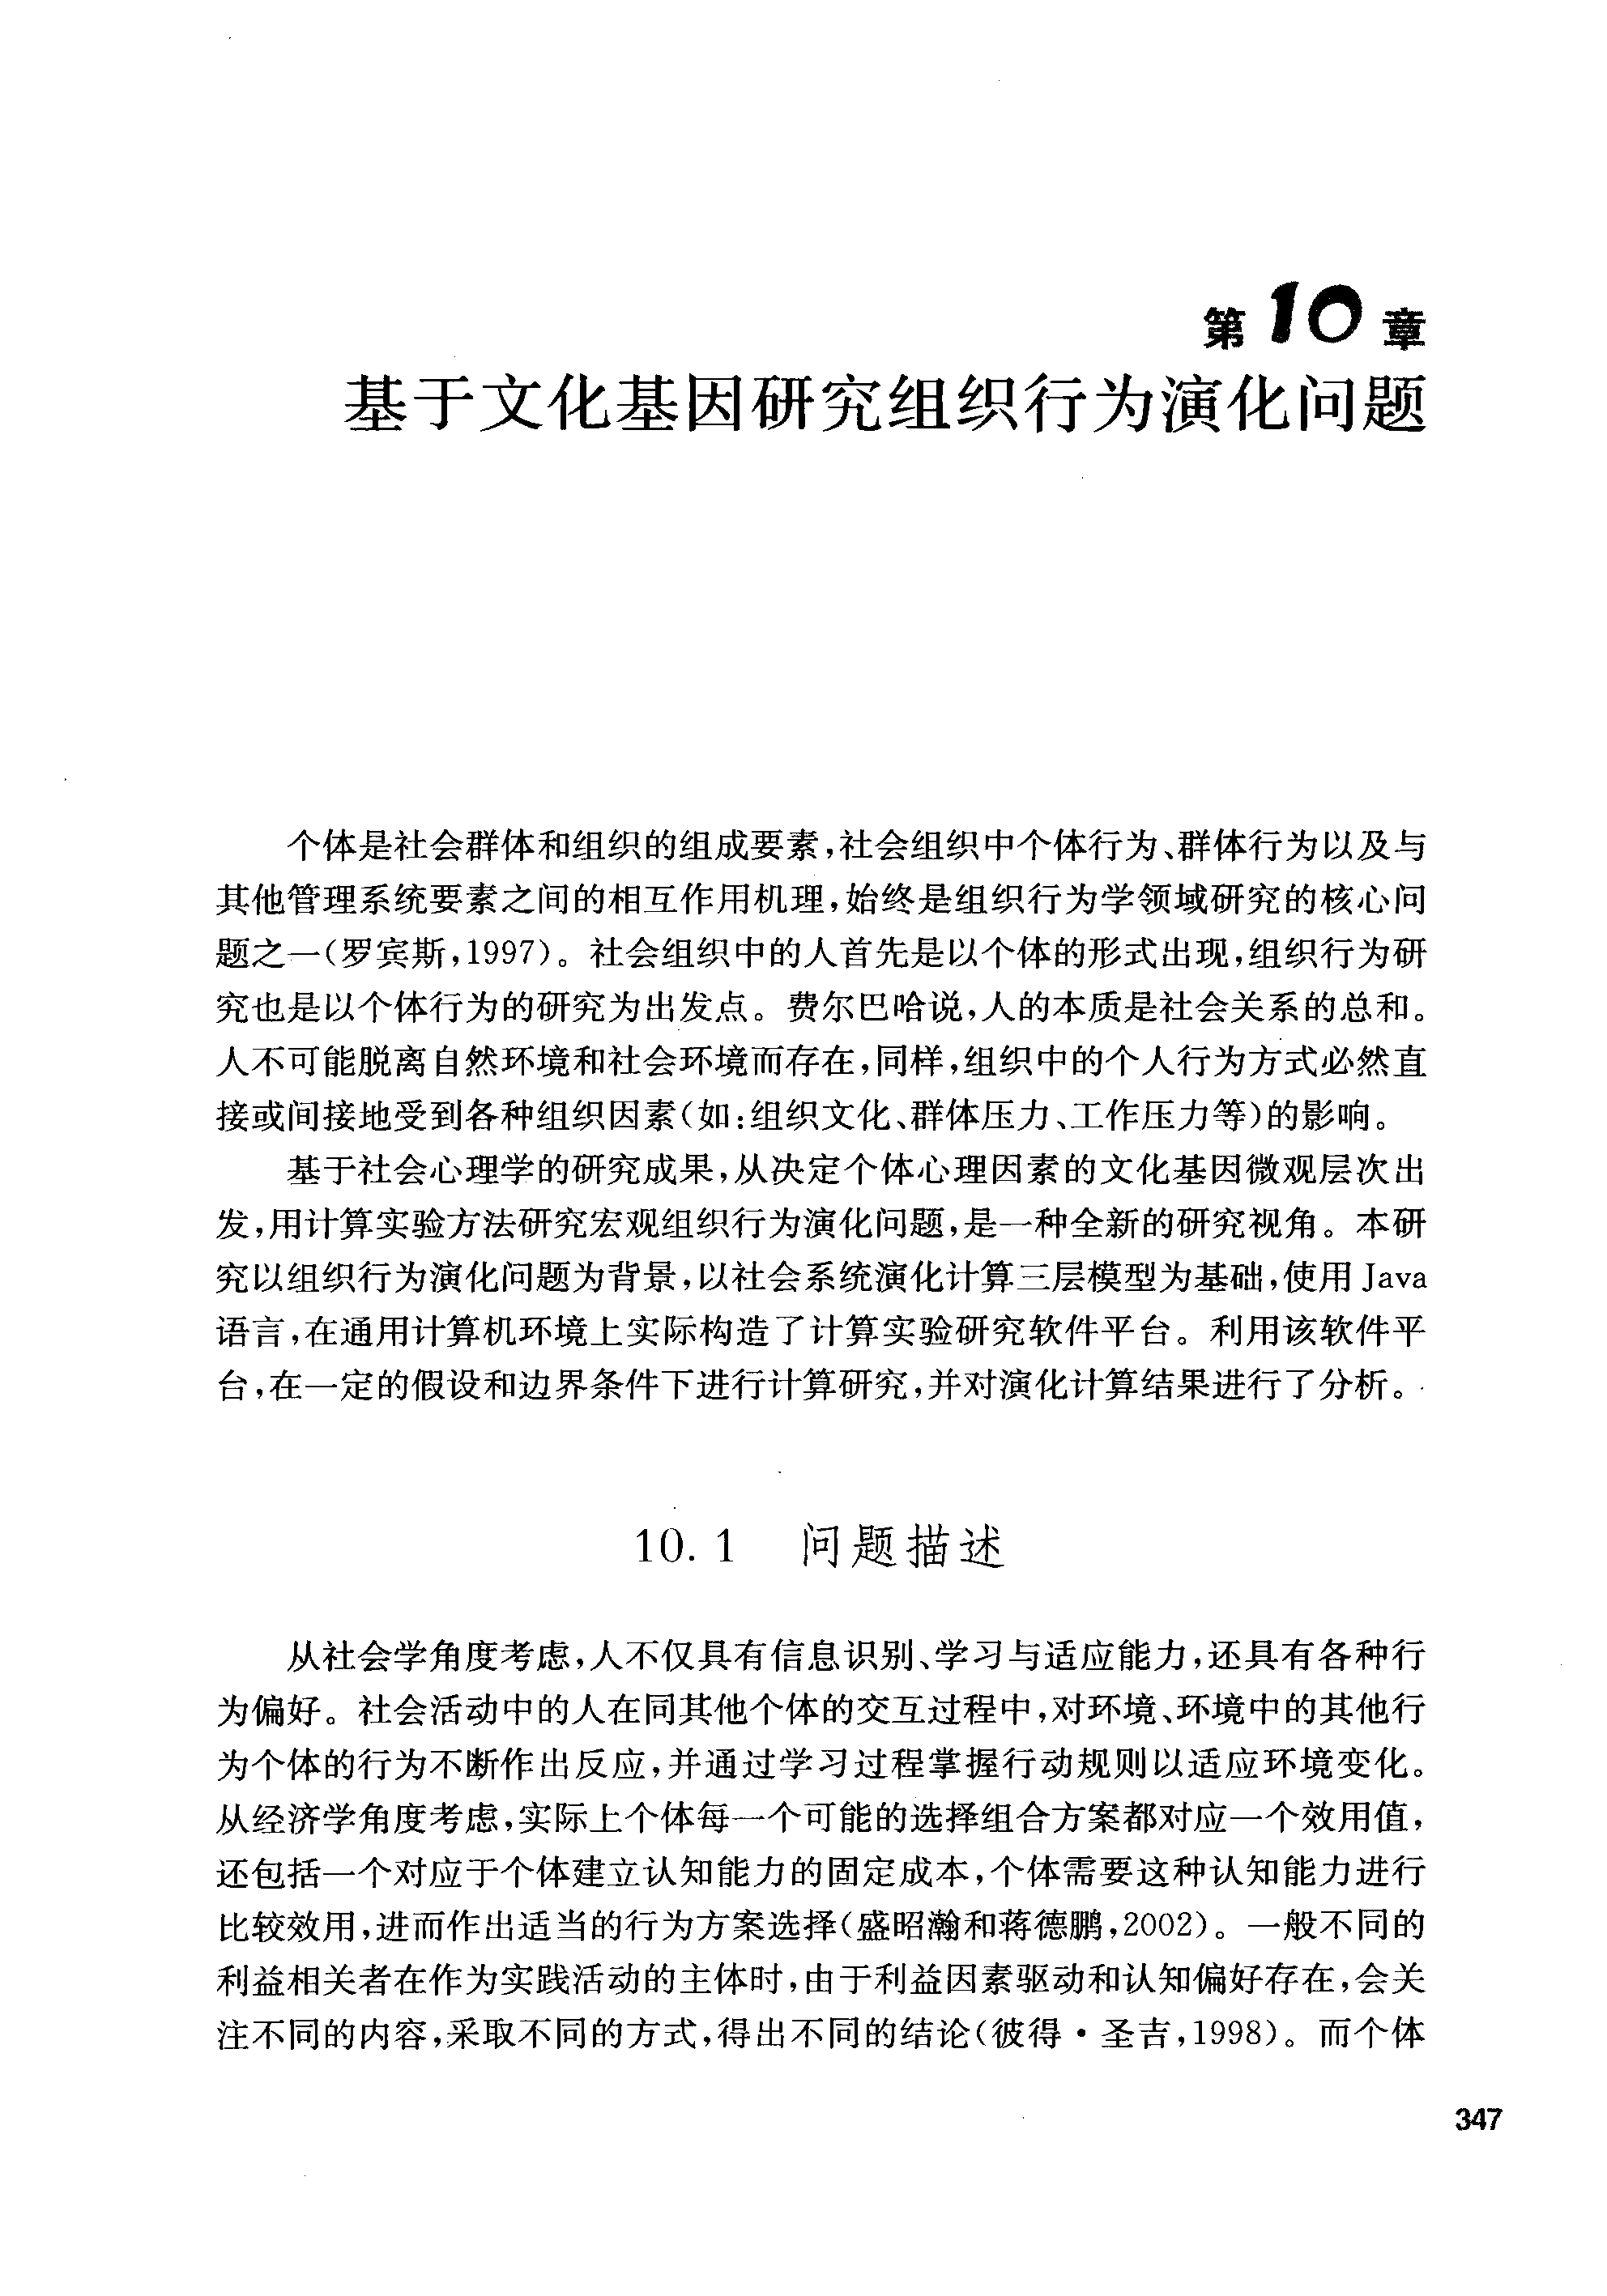 第10章
基于文化基因研究组织行为演化问题
个体是社会群体和组织的组成要素,社会组织中个体行为、群体行为以及与
其他管理系统要素之间的相互作用机理,始终是组织行为学领域研究的核心问
题之一(罗宾斯,1997)。社会组织中的人首先是以个体的形式出现,组织行为研
究也是以个体行为的研究为出发点。费尔巴哈说,人的本质是社会关系的总和。
人不可能脱离自然环境和社会环境而存在,同样,组织中的个人行为方式必然直
接或间接地受到各种组织因素(如:组织文化、群体压力、工作压力等)的影响。
基于社会心理学的研究成果,从决定个体心理因素的文化基因微观层次出
发,用计算实验方法研究宏观组织行为演化问题,是一种全新的研究视角。本研
究以组织行为演化问题为背景,以社会系统演化计算三层模型为基础,使用 Java
语言,在通用计算机环境上实际构造了计算实验研究软件平台。利用该软件平
台,在一定的假设和边界条件下进行计算研究,并对演化计算结果进行了分析。
10.1 问题描述
从社会学角度考虑,人不仅具有信息识别、学习与适应能力,还具有各种行
为偏好。社会活动中的人在同其他个体的交互过程中,对环境、环境中的其他行
为个体的行为不断作出反应,并通过学习过程掌握行动规则以适应环境变化。
从经济学角度考虑,实际上个体每一个可能的选择组合方案都对应一个效用值,
还包括一个对应于个体建立认知能力的固定成本,个体需要这种认知能力进行
比较效用,进而作出适当的行为方案选择(盛昭瀚和蒋德鹏,2002)。一般不同的
利益相关者在作为实践活动的主体时,由于利益因素驱动和认知偏好存在,会关
注不同的内容,采取不同的方式,得出不同的结论(彼得·圣吉,1998)。而个体
347